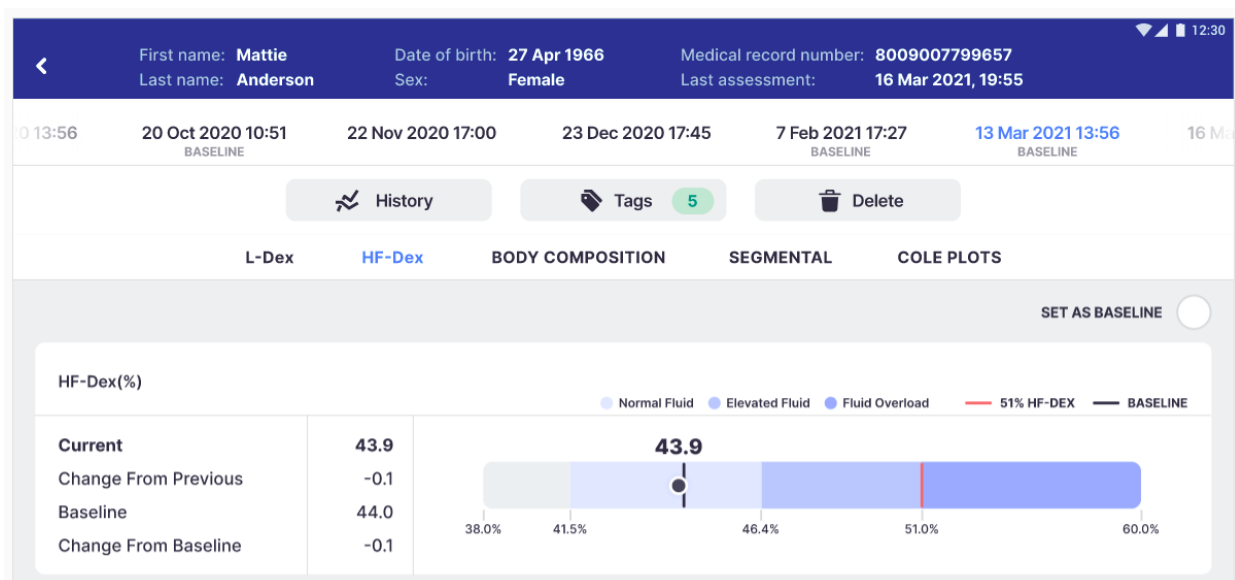 12:30
First name: Mattie Date of birth: 27 Apr 1966 Medical record number: 8009007799657
Last name: Anderson Sex: Female Last assessment: 16 Mar 2021, 19:55
13:56 20 Oct 2020 10:51 22 Nov 2020 17:00 23 Dec 2020 17:45 7 Feb 2021 17:27 13 Mar 2021 13:56 16
BASELINE BASELINE BASELINE
History Tags 5 Delete
L-Dex HF-Dex BODY COMPOSITION SEGMENTAL COLE PLOTS
SET AS BASELINE
HF-Dex(%)
Normal Fluid Elevated Fluid Fluid Overload 51% HF-DEX BASELINE
Current 43.9
Change From Previous -0.1
Baseline 44.0
Change From Baseline -0.1
43.9
38.0% 41.5% 46.4% 51.0% 60.0%